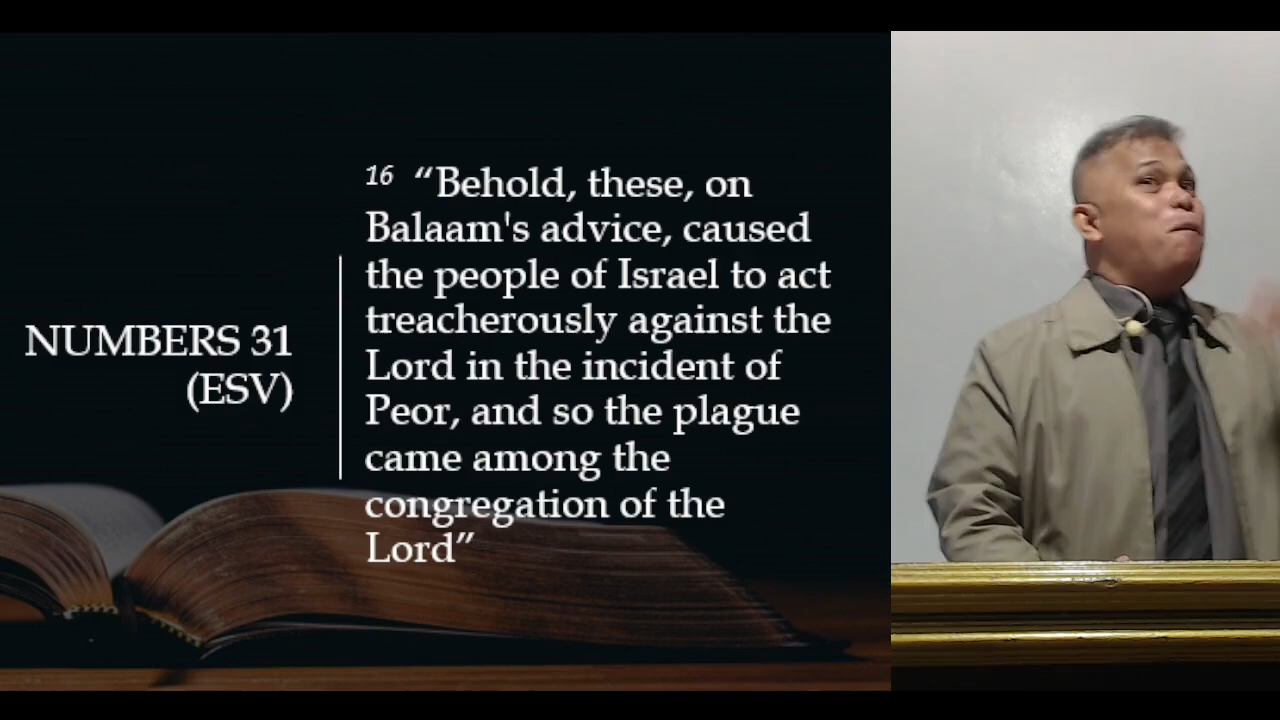 NUMBERS 31
(ESV)
16 “Behold, these, on
Balaam's advice, caused
the people of Israel to act
treacherously against the
Lord in the incident of
Peor, and so the plague
came among the
congregation of the
Lord”